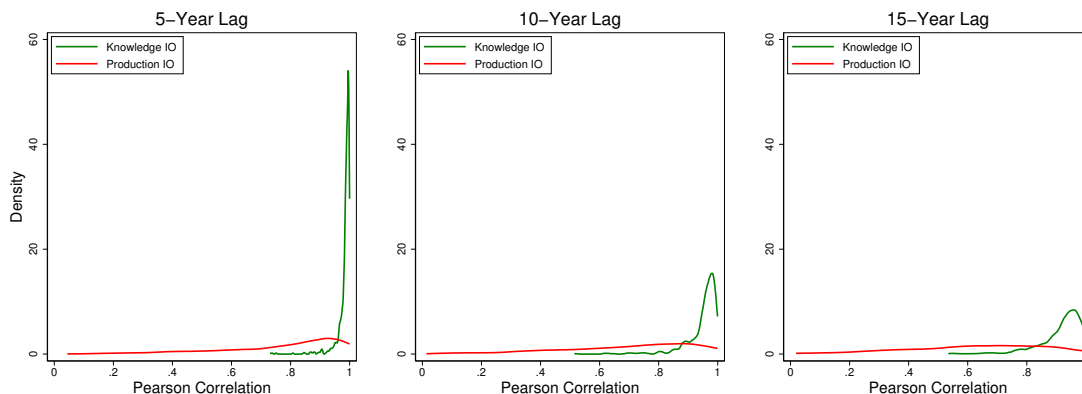 5−Year Lag
Knowledge IO
Production IO
Density
0
20
40
60
0
.2
.4
.6
.8
1
Pearson Correlation
10−Year Lag
Knowledge IO
Production IO
0
20
40
60
0
.2
.4
.6
.8
1
Pearson Correlation
15−Year Lag
Knowledge IO
Production IO
0
20
40
60
0
.2
.4
.6
.8
1
Pearson Correlation